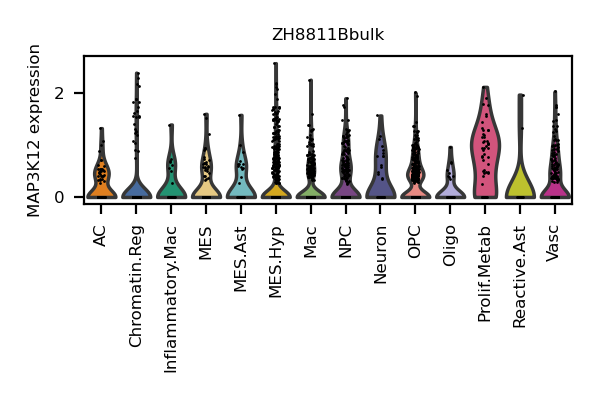 ZH8811Bbulk
MAP3K12 expression
2
0
AC
Chromatin.Reg
Inflammatory.Mac
MES
MES.Ast
MES.Hyp
Mac
NPC
Neuron
OPC
Oligo
Prolif.Metab
Reactive.Ast
Vasc